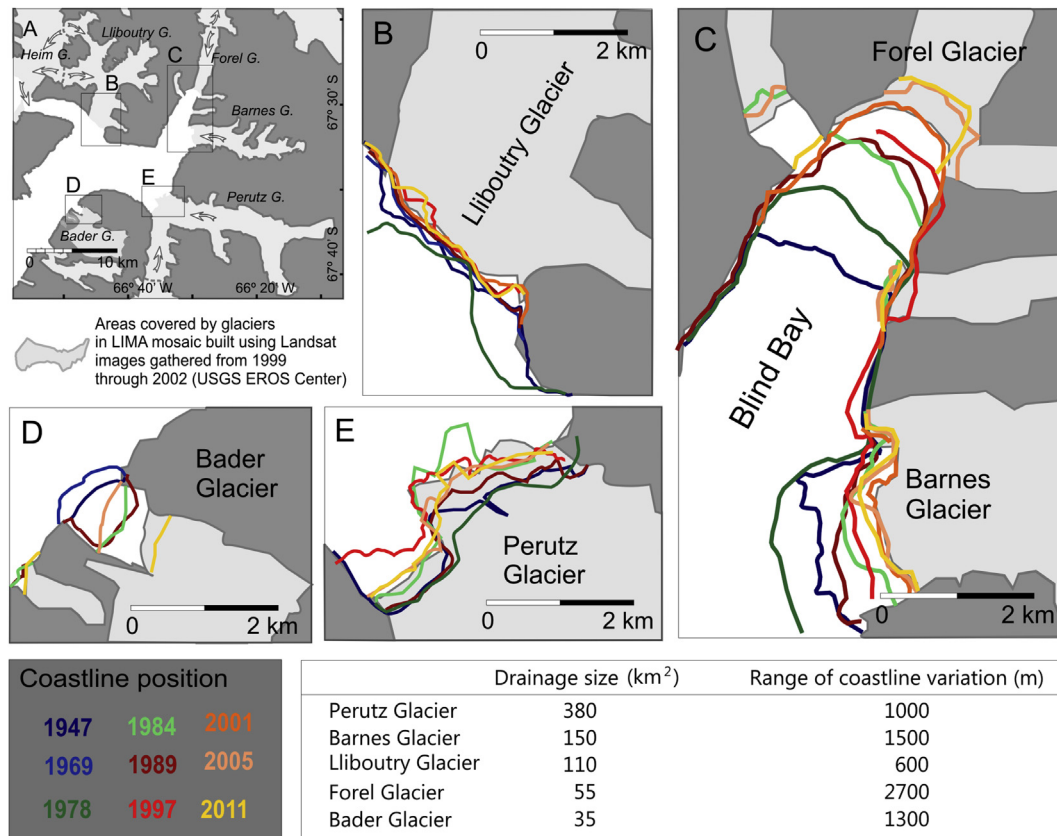 A
Lliboutry G.
Heim G.
C
Forel G.
B
Barnes G.
67º 30' S
D
E
Perutz G.
Bader G.
0 10 km
67º 40' S
66º 40' W 66º 20' W
Areas covered by glaciers
in LIMA mosaic built using Landsat
images gathered from 1999
through 2002 (USGS EROS Center)
B
0 2 km
Lliboutry Glacier
C
Forel Glacier
Blind Bay
Barnes
Glacier
0 2 km
D
Bader
Glacier
0 2 km
E
Perutz
Glacier
0 2 km
Coastline position
1947 1984 2001
1969 1989 2005
1978 1997 2011
Drainage size (km²) Range of coastline variation (m)
Perutz Glacier 380 1000
Barnes Glacier 150 1500
Lliboutry Glacier 110 600
Forel Glacier 55 2700
Bader Glacier 35 1300